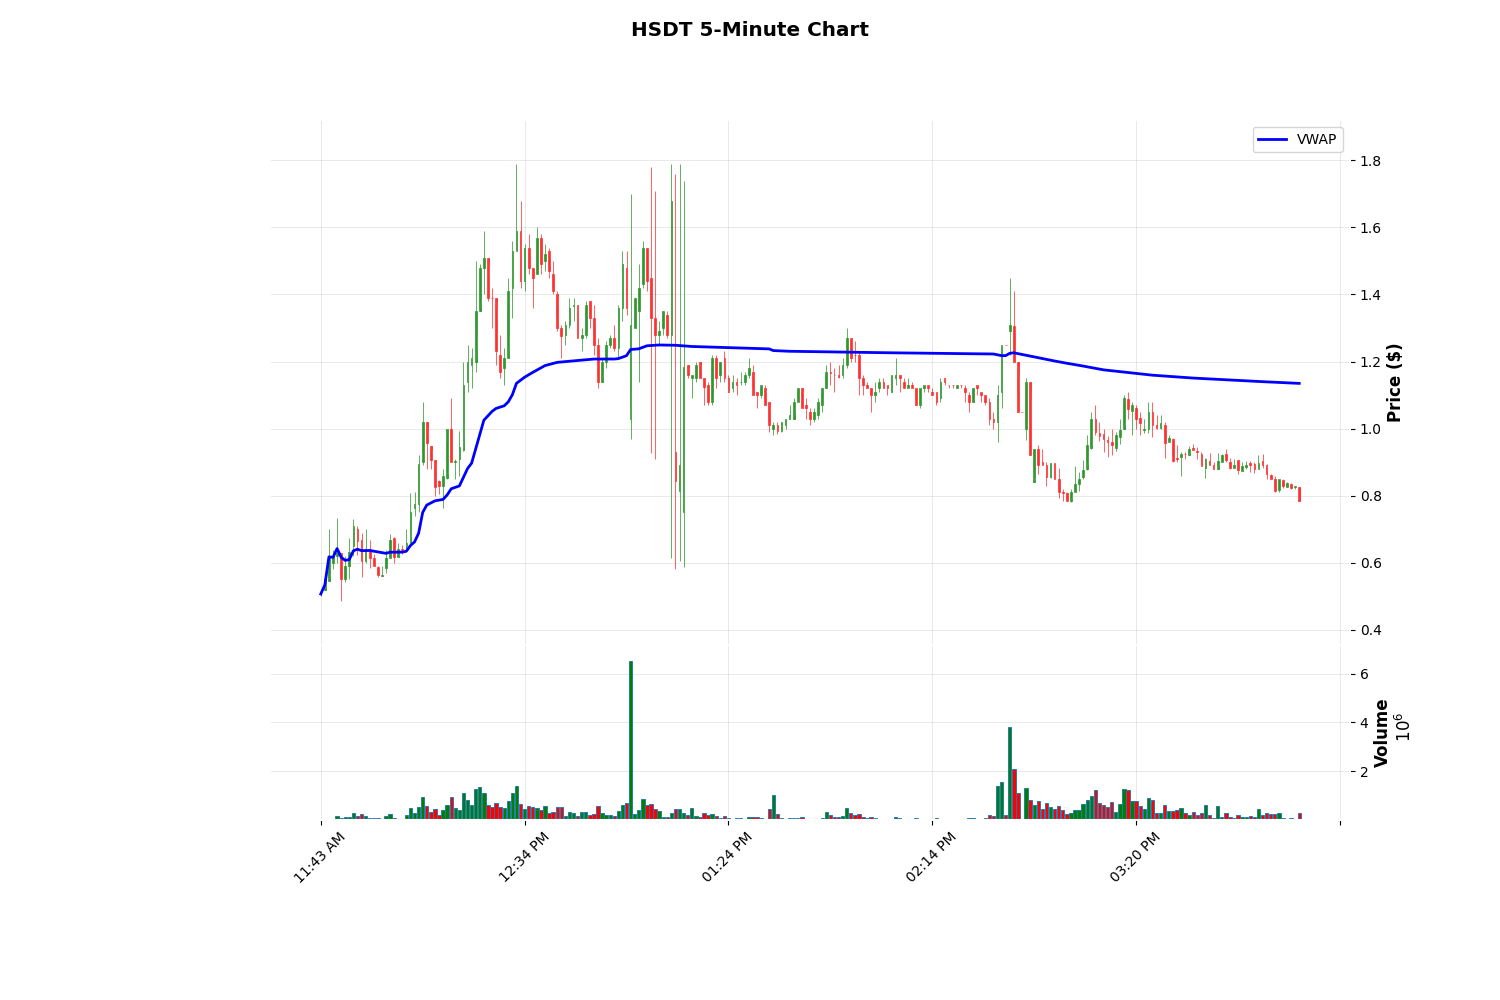 HSDT 5-Minute Chart
VWAP
1.8
1.6
1.4
1.2
1.0
0.8
0.6
0.4
Price ($)
6
4
2
Volume
10^6
11:43 AM
12:34 PM
01:24 PM
02:14 PM
03:20 PM